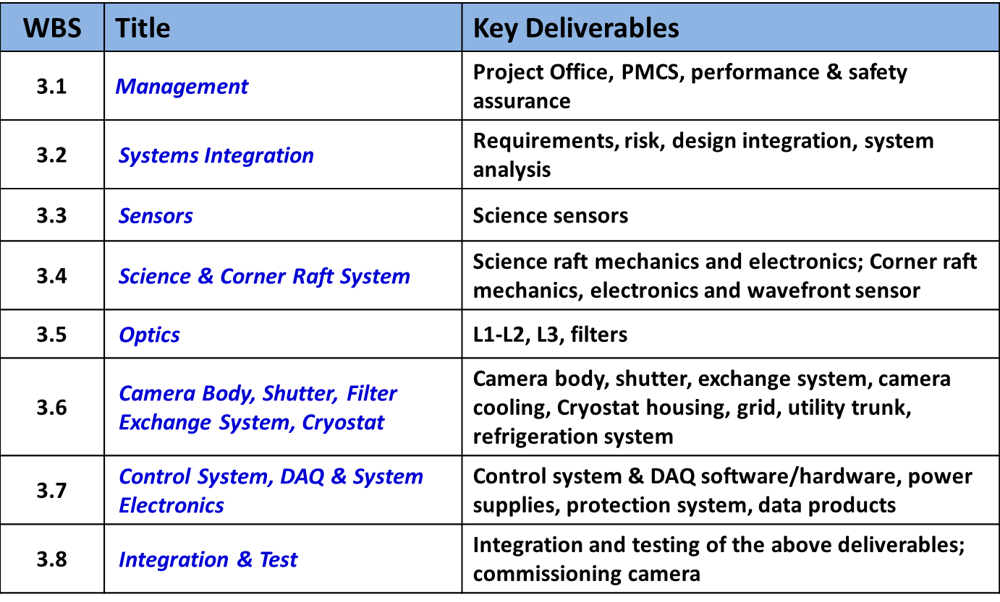 WBS Title Key Deliverables
3.1 Management Project Office, PMCS, performance & safety
assurance
3.2 Systems Integration Requirements, risk, design integration, system
analysis
3.3 Sensors Science sensors
3.4 Science & Corner Raft System Science raft mechanics and electronics; Corner raft
mechanics, electronics and wavefront sensor
3.5 Optics L1-L2, L3, filters
3.6 Camera Body, Shutter, Filter
Exchange System, Cryostat
Camera body, shutter, exchange system, camera
cooling, Cryostat housing, grid, utility trunk,
refrigeration system
3.7 Control System, DAQ & System
Electronics
Control system & DAQ software/hardware, power
supplies, protection system, data products
3.8 Integration & Test Integration and testing of the above deliverables;
commissioning camera